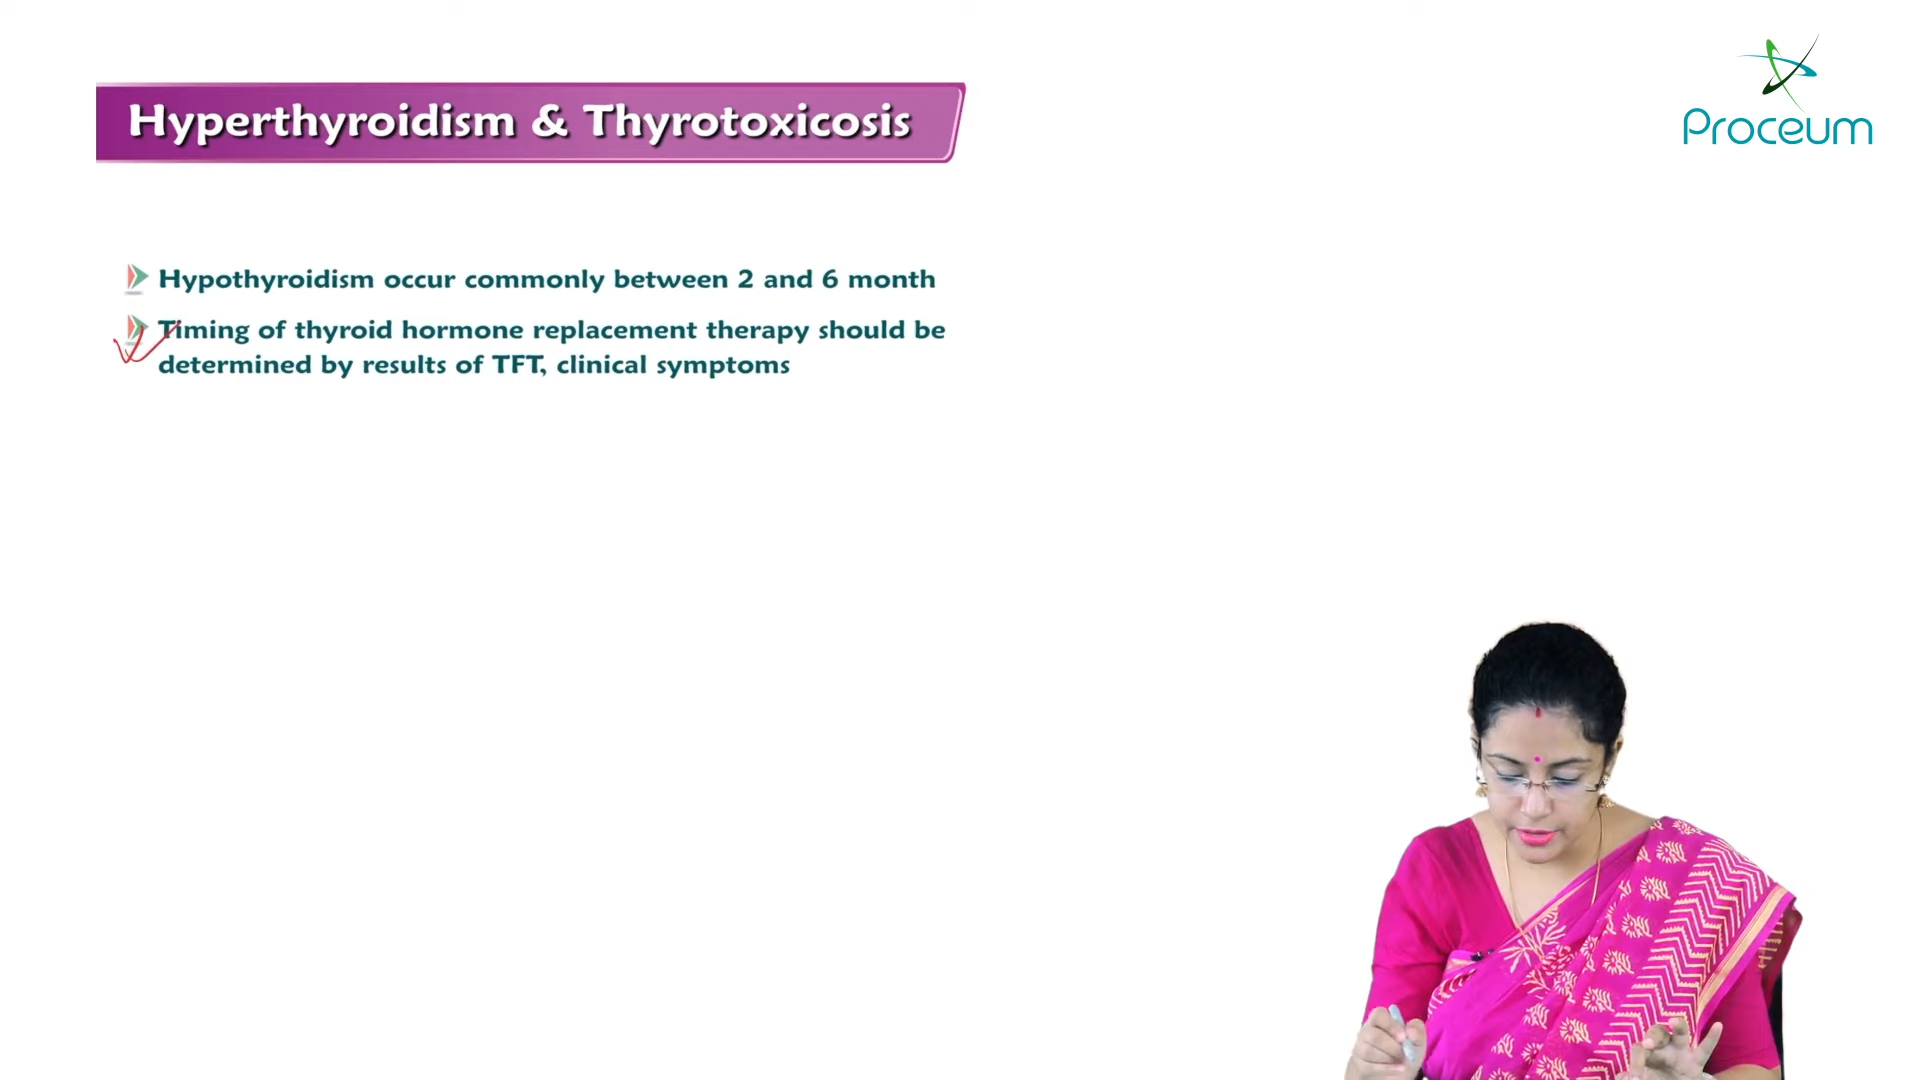 Proceum
Hyperthyroidism & Thyrotoxicosis
Hypothyroidism occur commonly between 2 and 6 month
Timing of thyroid hormone replacement therapy should be
determined by results of TFT, clinical symptoms